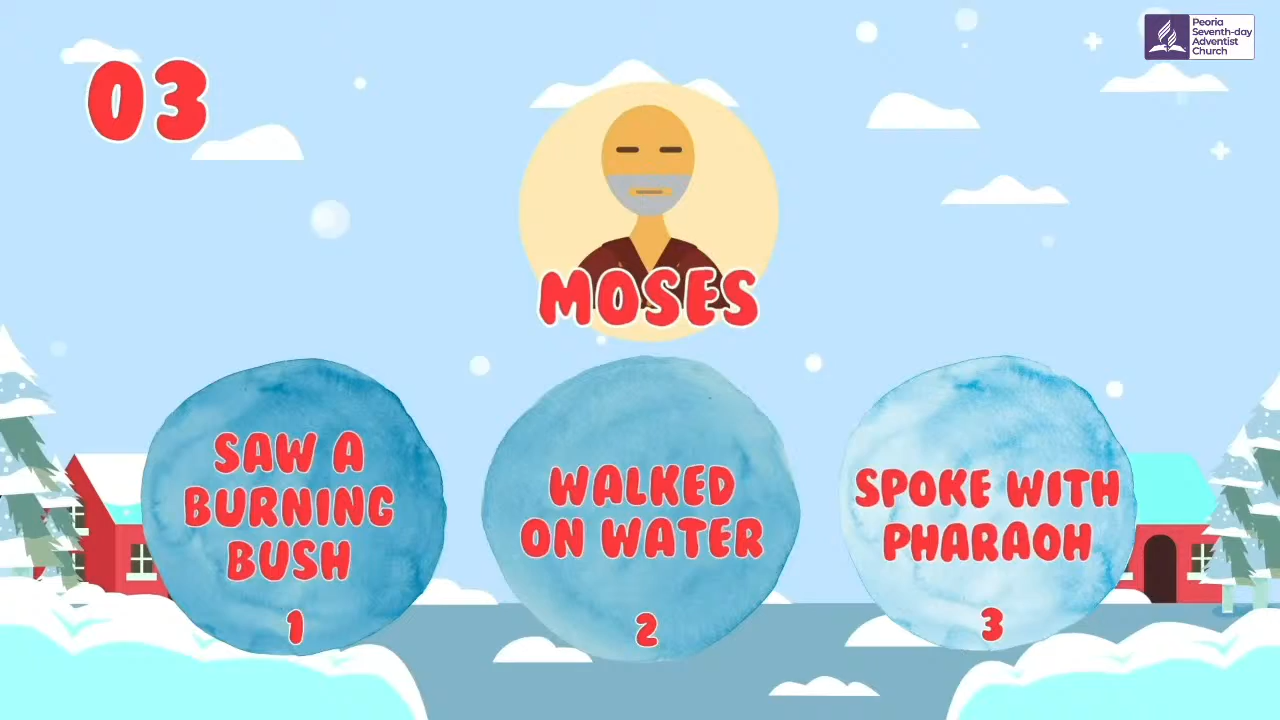 Peoria
Seventh-day
Adventist
Church
03
MOSES
SAW A
BURNING
BUSH
1
WALKED
ON WATER
2
SPOKE WITH
PHARAOH
3